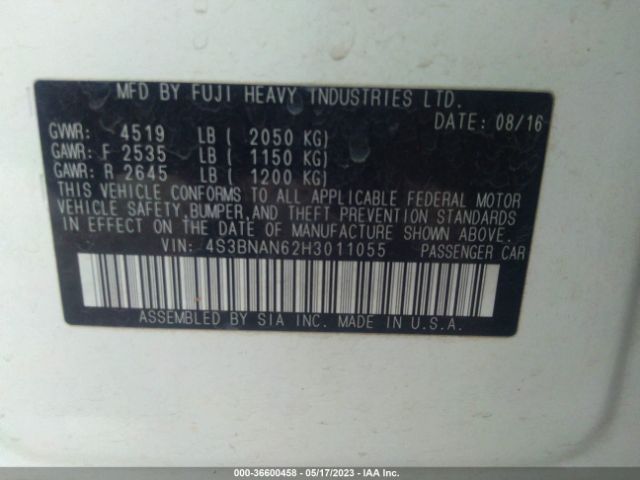 MFD BY FUJI HEAVY INDUSTRIES LTD.
DATE: 08/16
GVWR: 4519 LB ( 2050 KG)
GAWR: F 2535 LB ( 1150 KG)
GAWR: R 2645 LB ( 1200 KG)
THIS VEHICLE CONFORMS TO ALL APPLICABLE FEDERAL MOTOR
VEHICLE SAFETY, BUMPER, AND THEFT PREVENTION STANDARDS
IN EFFECT ON THE DATE OF MANUFACTURE SHOWN ABOVE.
VIN: 4S3BNAN62H3011055 PASSENGER CAR
ASSEMBLED BY SIA INC. MADE IN U.S.A.
000-36600458 - 05/17/2023 - IAA Inc.